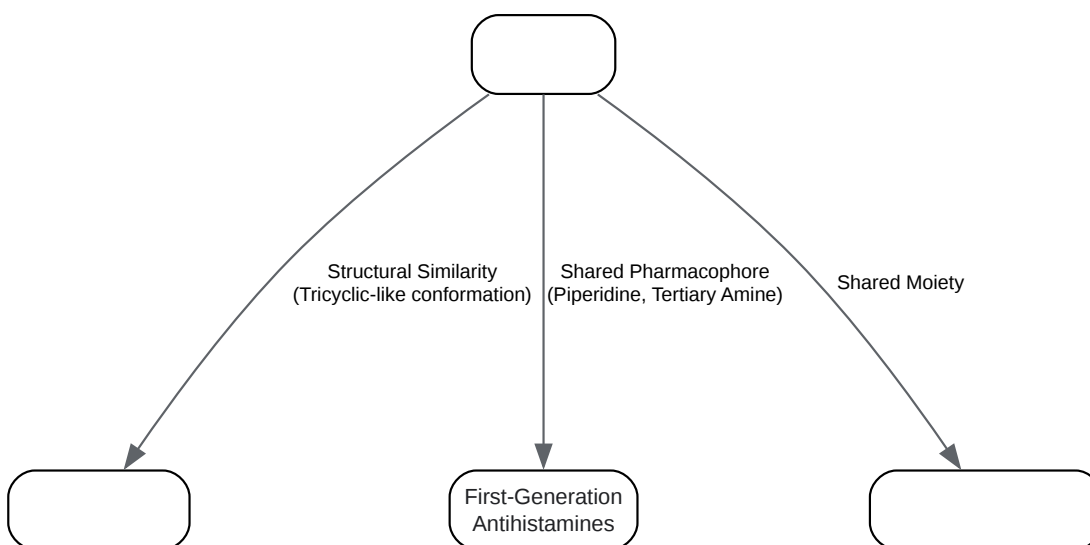 Structural Similarity
(Tricyclic-like conformation)
Shared Pharmacophore
(Piperidine, Tertiary Amine)
Shared Moiety
First-Generation
Antihistamines